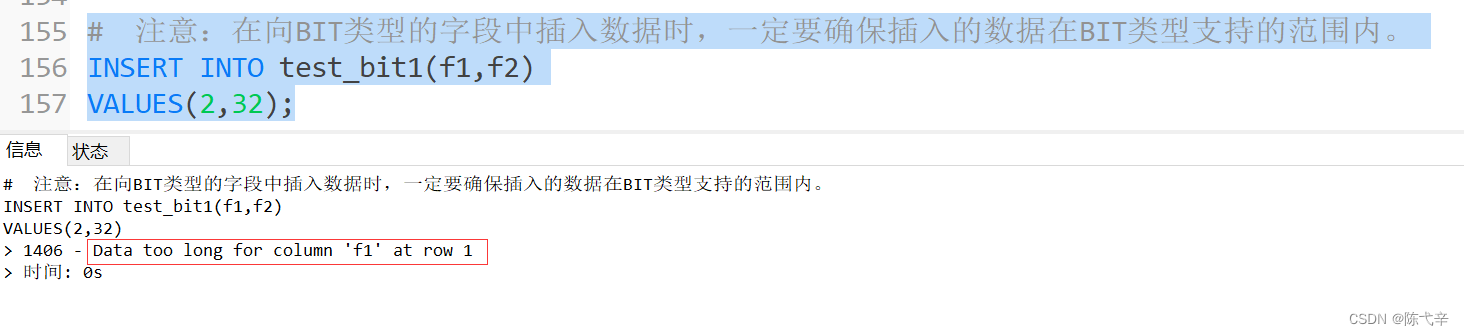 155 #  注意：在向BIT类型的字段中插入数据时，一定要确保插入的数据在BIT类型支持的范围内。
156 INSERT INTO test_bit1(f1,f2)
157 VALUES(2,32);
信息 状态
#  注意：在向BIT类型的字段中插入数据时，一定要确保插入的数据在BIT类型支持的范围内。
INSERT INTO test_bit1(f1,f2)
VALUES(2,32)
> 1406 - Data too long for column 'f1' at row 1
> 时间: 0s
CSDN @陈弋辛